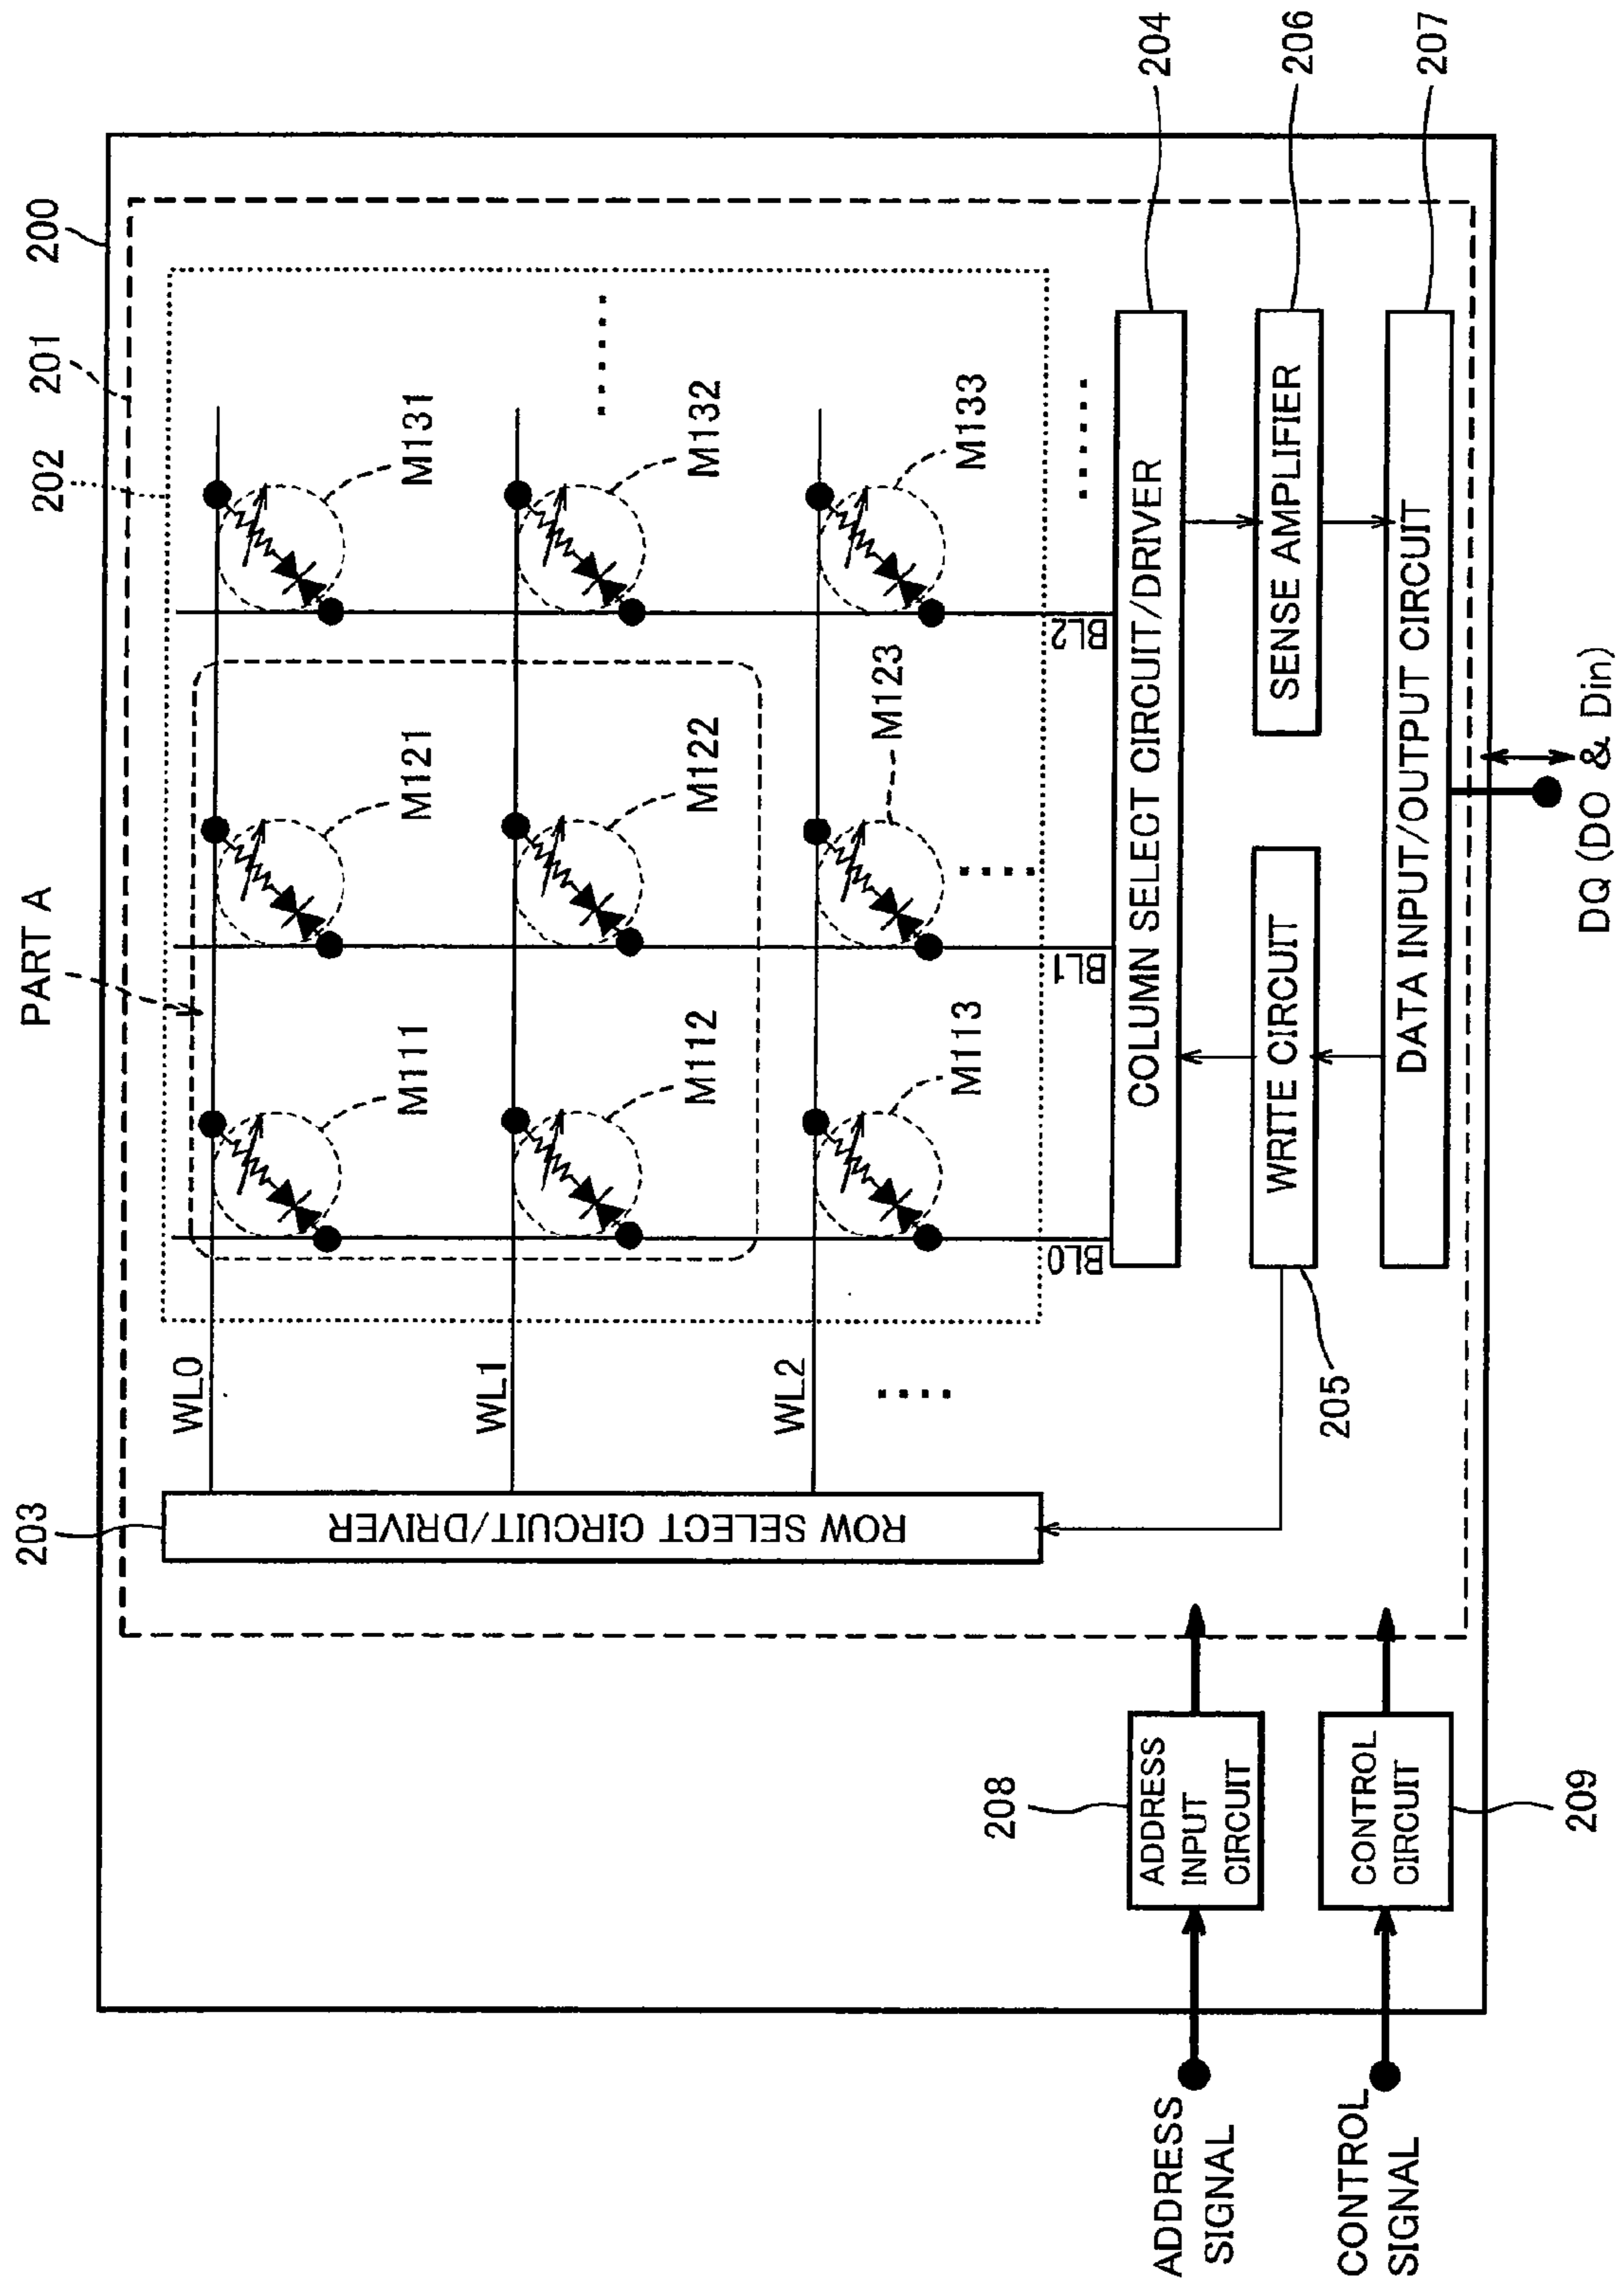 200
201
202
PART A
203
WL0
WL1
WL2
M111
M121
M131
M112
M122
M132
M113
M123
M133
BL0
BL1
BL2
ROW SELECT CIRCUIT/DRIVER
COLUMN SELECT CIRCUIT/DRIVER
204
WRITE CIRCUIT
205
SENSE AMPLIFIER
206
DATA INPUT/OUTPUT CIRCUIT
207
208
ADDRESS
INPUT
CIRCUIT
CONTROL
CIRCUIT
209
ADDRESS
SIGNAL
CONTROL
SIGNAL
DQ (DO & Din)